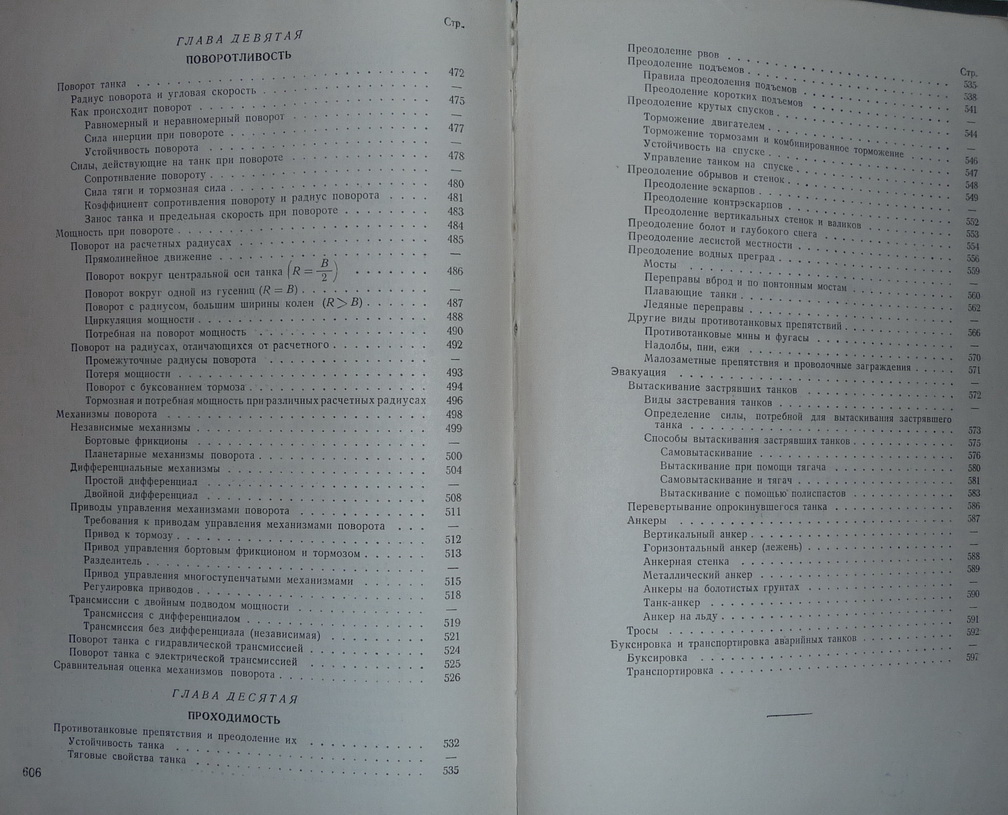 Стр.
ГЛАВА ДЕВЯТАЯ
ПОВОРОТЛИВОСТЬ
Поворот танка . . . . . 472
Радиус поворота и угловая скорость . . . . . —
Как происходит поворот . . . . . 475
Равномерный и неравномерный поворот . . . . . —
Сила инерции при повороте . . . . . 477
Устойчивость поворота . . . . . —
Силы, действующие на танк при повороте . . . . . 478
Сопротивление повороту . . . . . —
Сила тяги и тормозная сила . . . . . 480
Коэффициент сопротивления повороту и радиус поворота . . . . 481
Занос танка и предельная скорость при повороте . . . . . 483
Мощность при повороте . . . . . 484
Поворот на расчетных радиусах . . . . . 485
Прямолинейное движение . . . . . —
Поворот вокруг центральной оси танка (R = B/2) . . . . . 486
Поворот вокруг одной из гусениц (R = B) . . . . . —
Поворот с радиусом, большим ширины колеи (R > B) . . . . . 487
Циркуляция мощности . . . . . 488
Потребная на поворот мощность . . . . . 490
Поворот на радиусах, отличающихся от расчетного . . . . . 492
Промежуточные радиусы поворота . . . . . —
Потеря мощности . . . . . 493
Поворот с буксованием тормоза . . . . . 494
Тормозная и потребная мощность при различных расчетных радиусах 496
Механизмы поворота . . . . . 498
Независимые механизмы . . . . . 499
Бортовые фрикционы . . . . . —
Планетарные механизмы поворота . . . . . 500
Дифференциальные механизмы . . . . . 504
Простой дифференциал . . . . . —
Двойной дифференциал . . . . . 508
Приводы управления механизмами поворота . . . . . 511
Требования к приводам управления механизмами поворота . . . —
Привод к тормозу . . . . . 512
Привод управления бортовым фрикционом и тормозом . . . . . 513
Разделитель . . . . . —
Привод управления многоступенчатыми механизмами . . . . . 515
Регулировка приводов . . . . . 518
Трансмиссии с двойным подводом мощности . . . . . —
Трансмиссия с дифференциалом . . . . . 519
Трансмиссия без дифференциала (независимая) . . . . . 521
Поворот танка с гидравлической трансмиссией . . . . . 524
Поворот танка с электрической трансмиссией . . . . . 525
Сравнительная оценка механизмов поворота . . . . . 526
ГЛАВА ДЕСЯТАЯ
ПРОХОДИМОСТЬ
Противотанковые препятствия и преодоление их . . . . . 532
Устойчивость танка . . . . . —
Тяговые свойства танка . . . . . 535
606
Стр.
Преодоление рвов . . . . . 535
Преодоление подъемов . . . . . 538
Правила преодоления подъемов . . . . . 541
Преодоление коротких подъемов . . . . . —
Преодоление крутых спусков . . . . . 544
Торможение двигателем . . . . . —
Торможение тормозами и комбинированное торможение . . . . . 546
Устойчивость на спуске . . . . . 547
Управление танком на спуске . . . . . 548
Преодоление обрывов и стенок . . . . . 549
Преодоление эскарпов . . . . . —
Преодоление контрэскарпов . . . . . 552
Преодоление вертикальных стенок и валиков . . . . . 553
Преодоление болот и глубокого снега . . . . . 554
Преодоление лесистой местности . . . . . 556
Преодоление водных преград . . . . . 559
Мосты . . . . . —
Переправы вброд и по понтонным мостам . . . . . 560
Плавающие танки . . . . . 562
Ледяные переправы . . . . . —
Другие виды противотанковых препятствий . . . . . 566
Противотанковые мины и фугасы . . . . . —
Надолбы, пни, ежи . . . . . 570
Малозаметные препятствия и проволочные заграждения . . . . . 571
Эвакуация . . . . . —
Вытаскивание застрявших танков . . . . . 572
Виды застревания танков . . . . . —
Определение силы, потребной для вытаскивания застрявшего
танка . . . . . 573
Способы вытаскивания застрявших танков . . . . . 575
Самовытаскивание . . . . . 576
Вытаскивание при помощи тягача . . . . . 580
Самовытаскивание и тягач . . . . . 581
Вытаскивание с помощью полиспастов . . . . . 583
Перевертывание опрокинувшегося танка . . . . . 586
Анкеры . . . . . 587
Вертикальный анкер . . . . . —
Горизонтальный анкер (лежень) . . . . . —
Анкерная стенка . . . . . 588
Металлический анкер . . . . . 589
Анкеры на болотистых грунтах . . . . . —
Танк-анкер . . . . . 590
Анкер на льду . . . . . —
Тросы . . . . . 591
Буксировка и транспортировка аварийных танков . . . . . 592
Буксировка . . . . . —
Транспортировка . . . . . 597